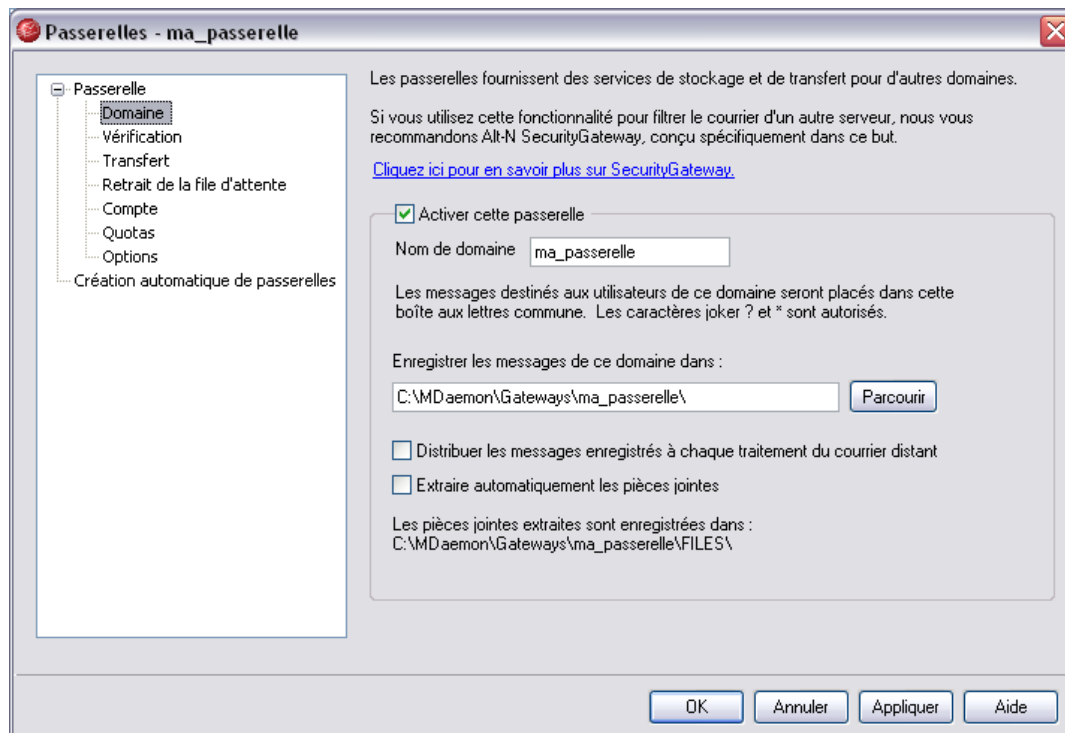 Passerelles - ma_passerelle
Passerelle
Domaine
Vérification
Transfert
Retrait de la file d'attente
Compte
Quotas
Options
Création automatique de passerelles
Les passerelles fournissent des services de stockage et de transfert pour d'autres domaines.
Si vous utilisez cette fonctionnalité pour filtrer le courrier d'un autre serveur, nous vous
recommandons Alt-N SecurityGateway, conçu spécifiquement dans ce but.
Cliquez ici pour en savoir plus sur SecurityGateway.
Activer cette passerelle
Nom de domaine ma_passerelle
Les messages destinés aux utilisateurs de ce domaine seront placés dans cette
boîte aux lettres commune. Les caractères joker ? et * sont autorisés.
Enregistrer les messages de ce domaine dans :
C:\MDaemon\Gateways\ma_passerelle\ Parcourir
Distribuer les messages enregistrés à chaque traitement du courrier distant
Extraire automatiquement les pièces jointes
Les pièces jointes extraites sont enregistrées dans :
C:\MDaemon\Gateways\ma_passerelle\FILES\
OK Annuler Appliquer Aide